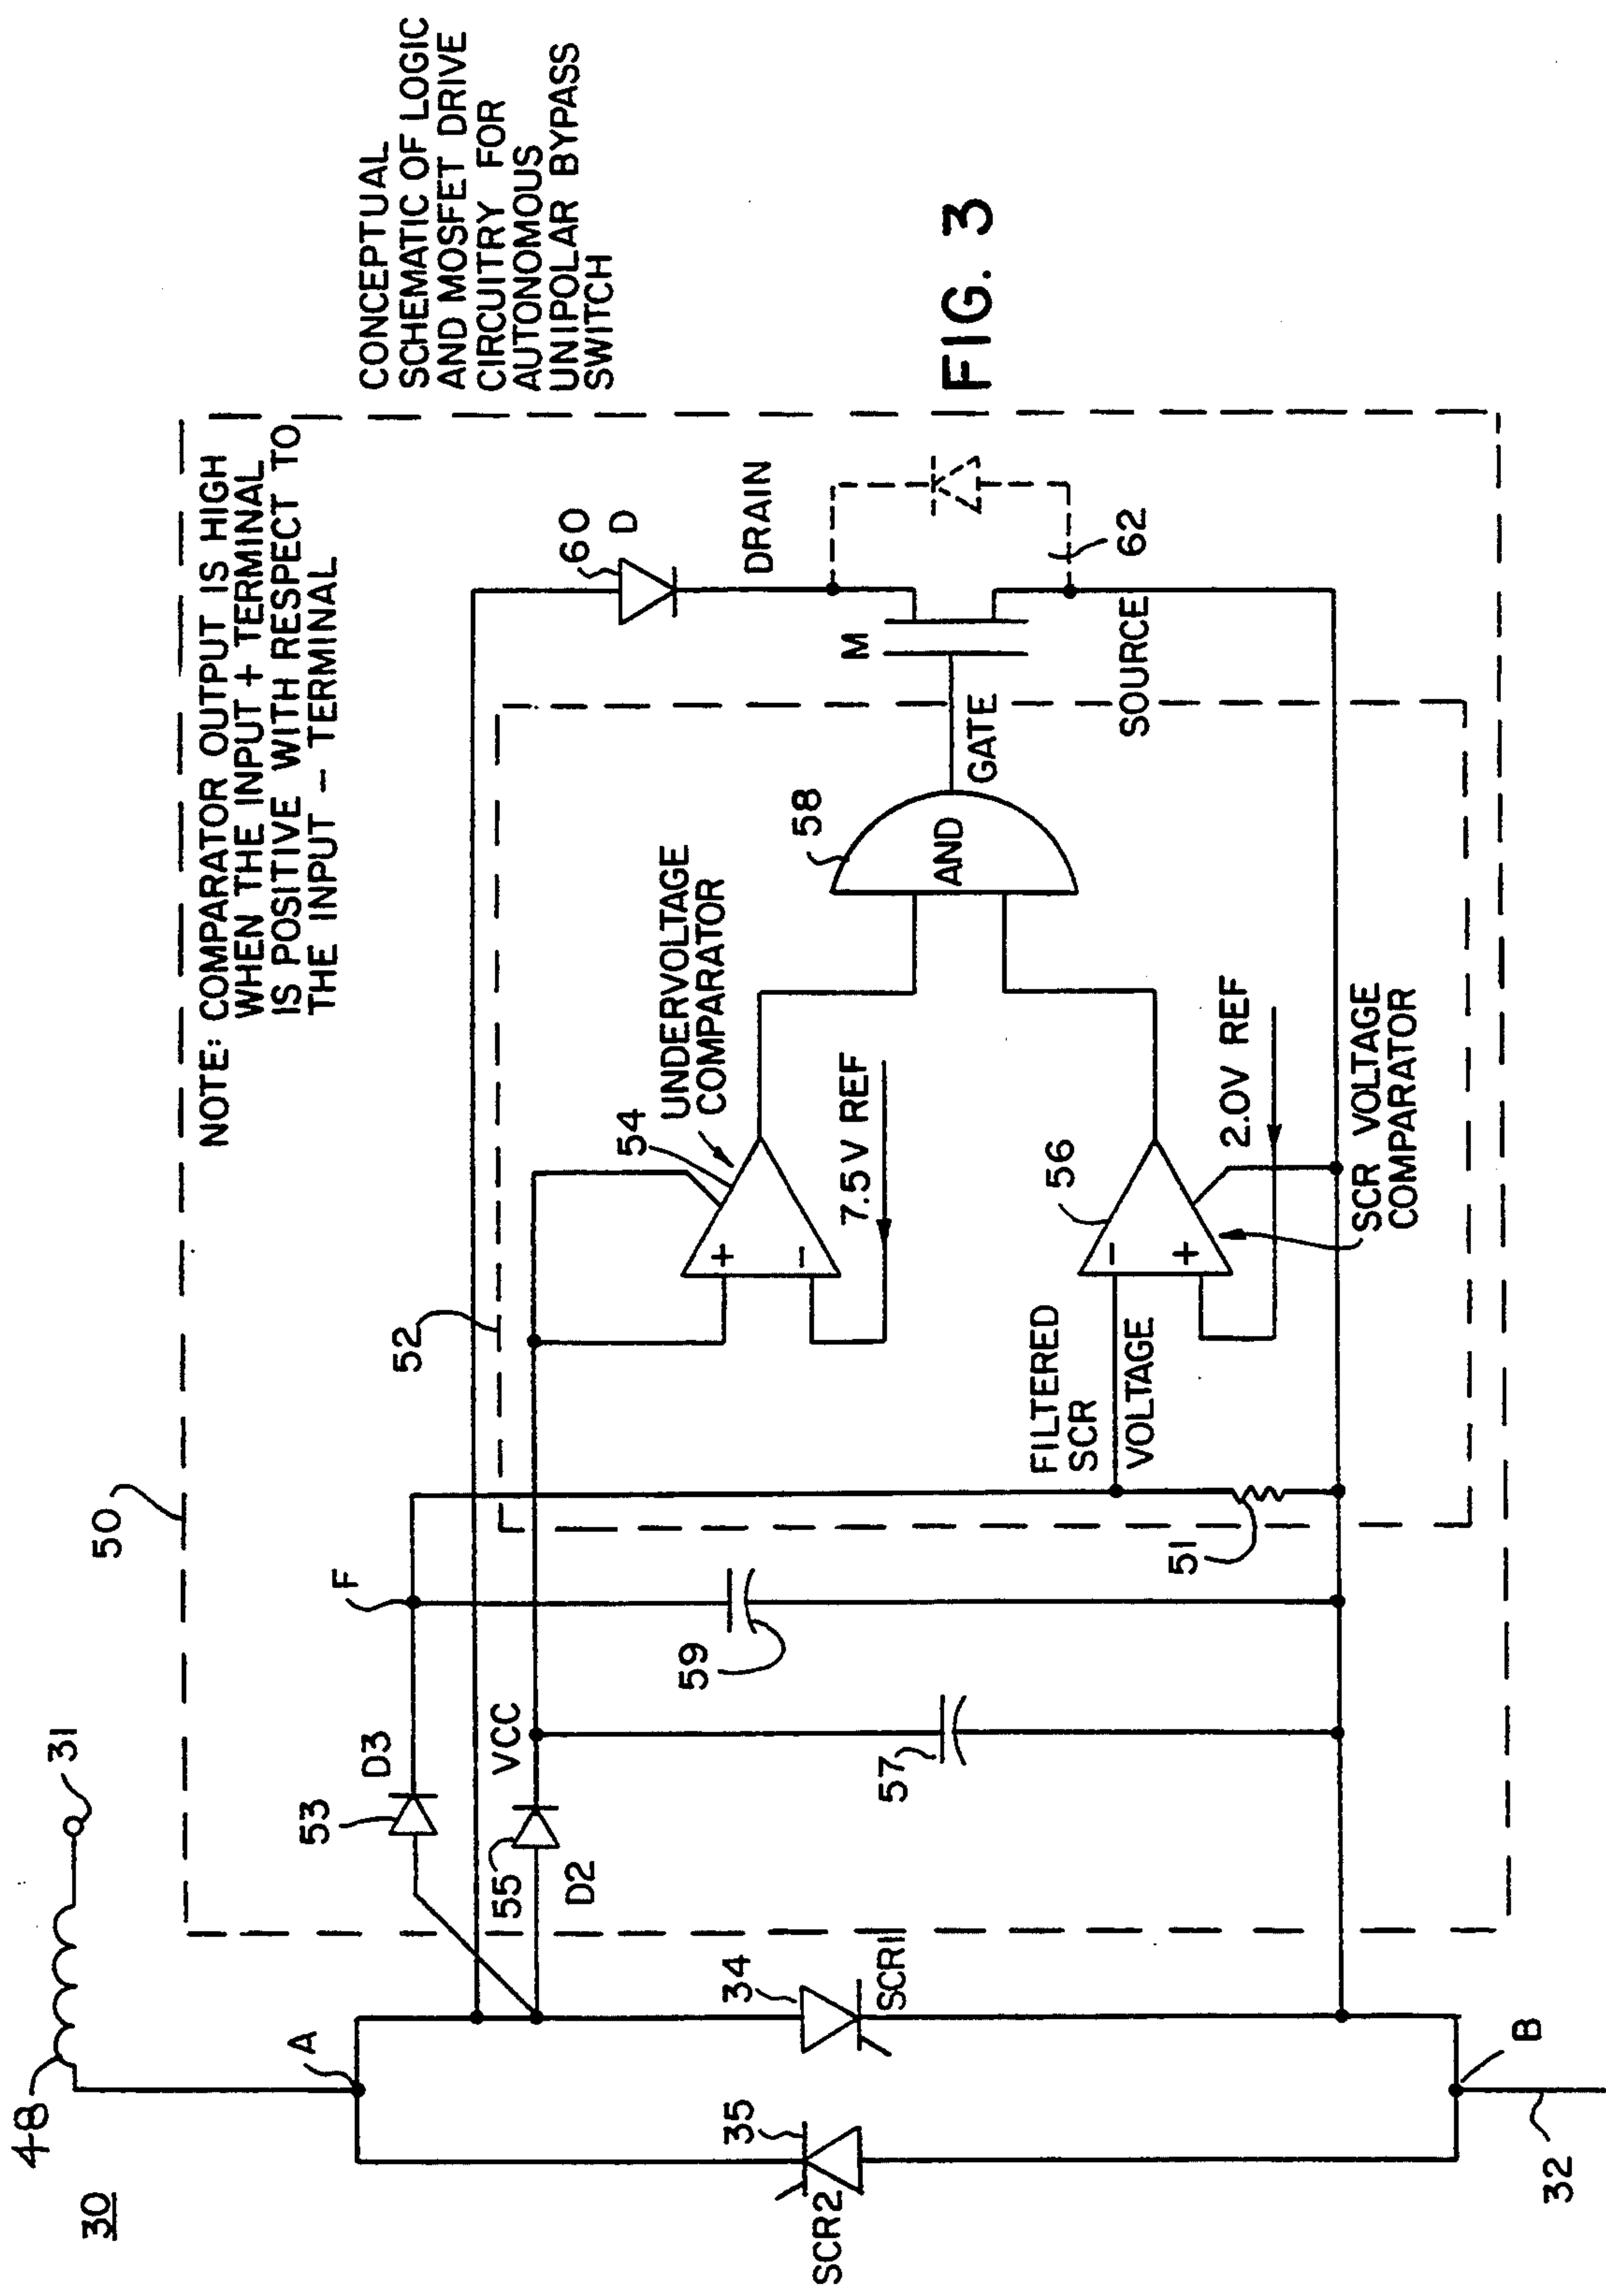 NOTE: COMPARATOR OUTPUT IS HIGH
WHEN THE INPUT + TERMINAL
IS POSITIVE WITH RESPECT TO
THE INPUT - TERMINAL
CONCEPTUAL
SCHEMATIC OF LOGIC
AND MOSFET DRIVE
CIRCUITRY FOR
AUTONOMOUS
UNIPOLAR BYPASS
SWITCH
FIG. 3
30
48
31
50
52
A
F
53
D3
55
D2
VCC
57
59
51
34
SCR1
35
SCR2
B
32
54
UNDERVOLTAGE
COMPARATOR
+
-
7.5V REF
FILTERED
SCR
VOLTAGE
56
-
+
2.0V REF
SCR VOLTAGE
COMPARATOR
58
AND
GATE
M
60
D
DRAIN
SOURCE
62